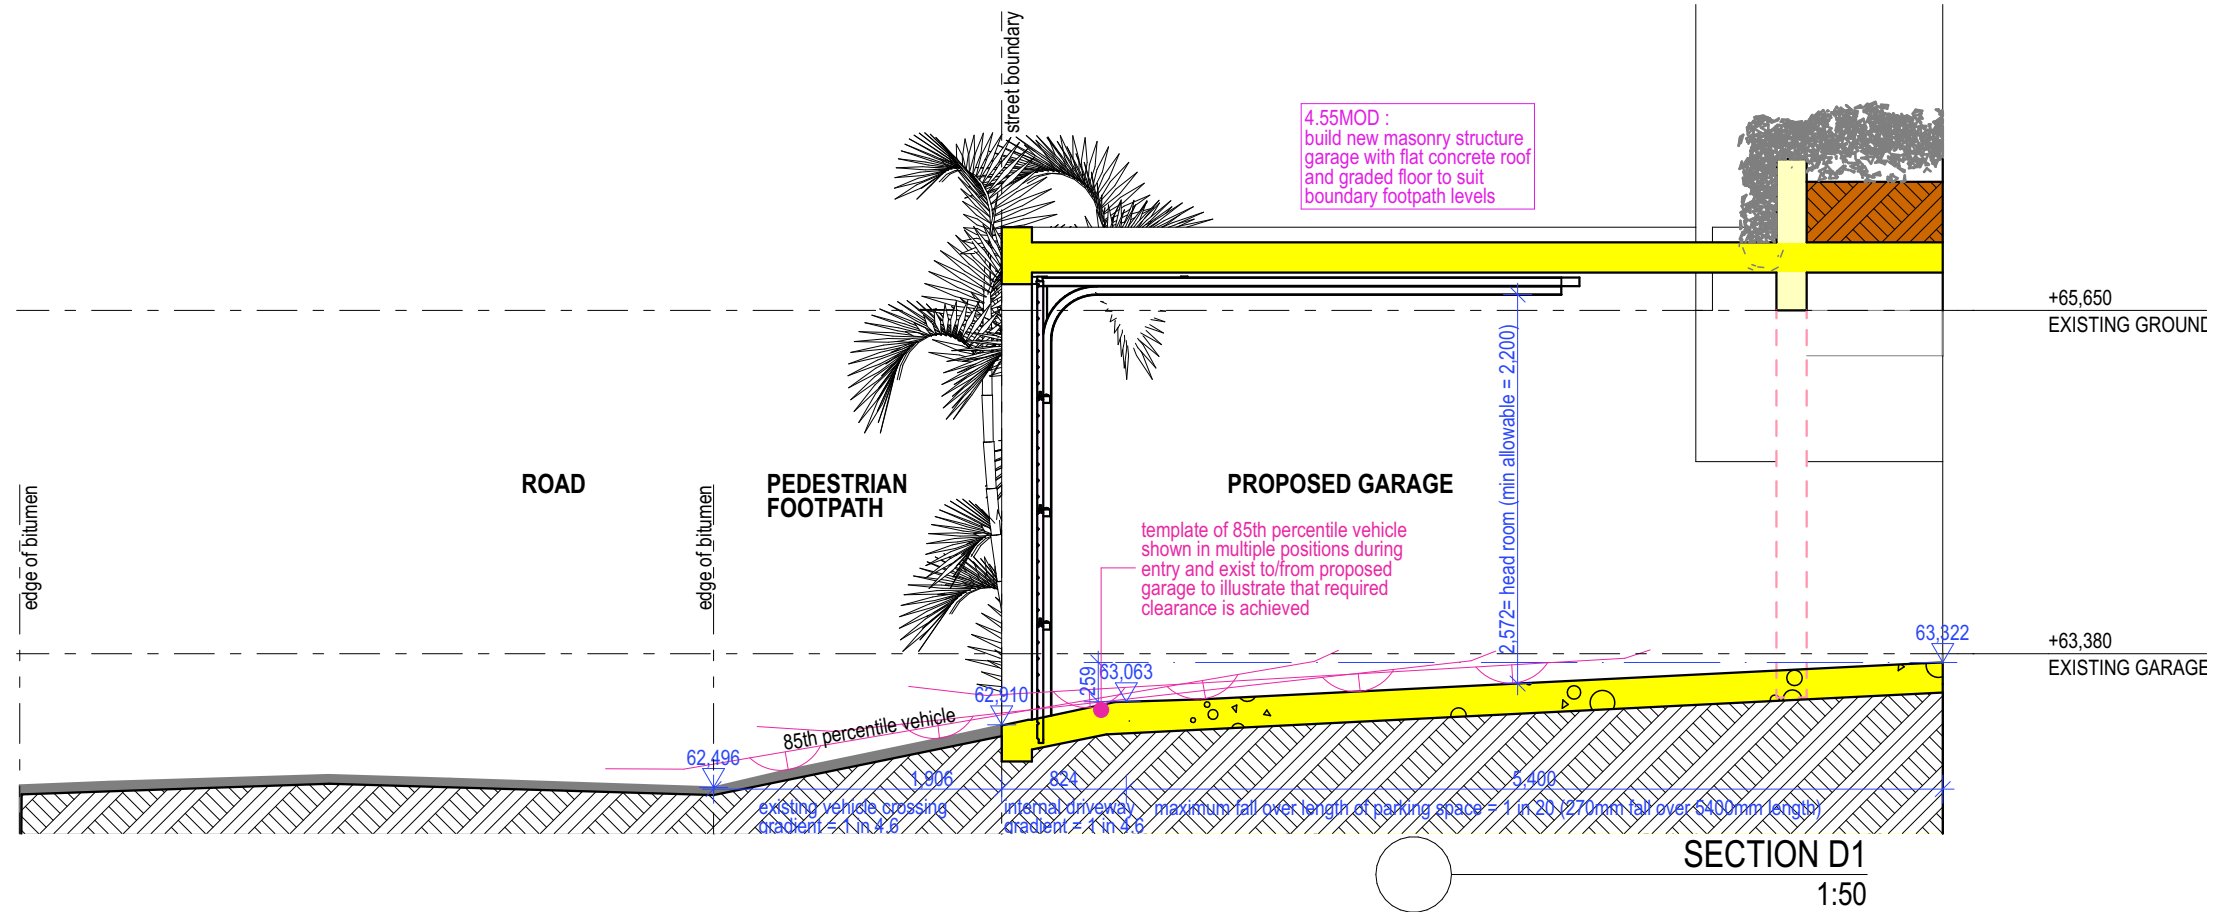 street boundary
4.55MOD :
build new masonry structure
garage with flat concrete roof
and graded floor to suit
boundary footpath levels
+65,650
EXISTING GROUND
2,572= head room (min allowable = 2,200)
edge of bitumen
ROAD
edge of bitumen
PEDESTRIAN
FOOTPATH
PROPOSED GARAGE
template of 85th percentile vehicle
shown in multiple positions during
entry and exist to/from proposed
garage to illustrate that required
clearance is achieved
63,322
+63,380
EXISTING GARAGE
259
63,063
62,910
85th percentile vehicle
62,496
1,906
824
5,400
existing vehicle crossing
gradient = 1 in 4.6
internal driveway
gradient = 1 in 4.6
maximum fall over length of parking space = 1 in 20 (270mm fall over 5400mm length)
SECTION D1
1:50